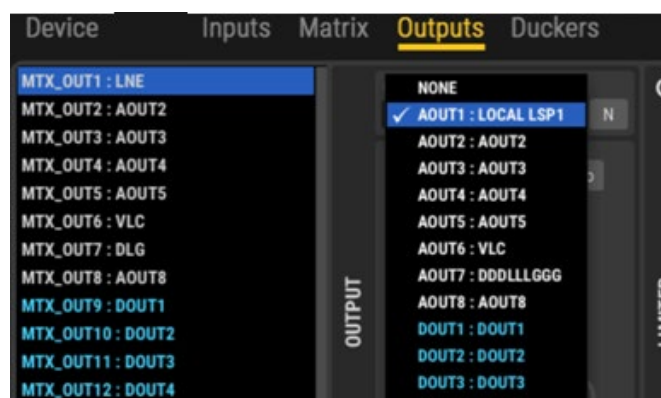 Device Inputs Matrix Outputs Duckers
MTX_OUT1 : LNE
MTX_OUT2 : AOUT2
MTX_OUT3 : AOUT3
MTX_OUT4 : AOUT4
MTX_OUT5 : AOUT5
MTX_OUT6 : VLC
MTX_OUT7 : DLG
MTX_OUT8 : AOUT8
MTX_OUT9 : DOUT1
MTX_OUT10 : DOUT2
MTX_OUT11 : DOUT3
MTX_OUT12 : DOUT4
OUTPUT
NONE
✓ AOUT1 : LOCAL LSP1
AOUT2 : AOUT2
AOUT3 : AOUT3
AOUT4 : AOUT4
AOUT5 : AOUT5
AOUT6 : VLC
AOUT7 : DDDLLLGGG
AOUT8 : AOUT8
DOUT1 : DOUT1
DOUT2 : DOUT2
DOUT3 : DOUT3
N